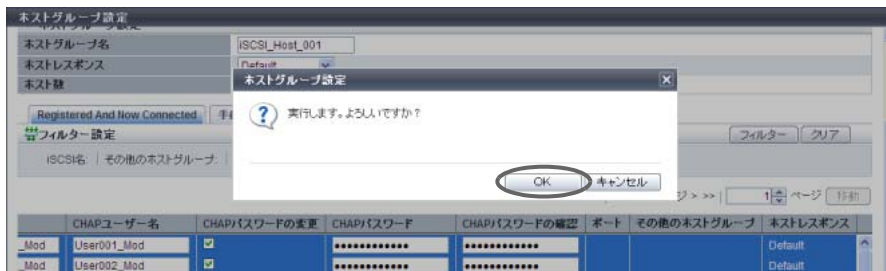 ホストグループ設定
ホストグループ名 iSCSI_Host_001
ホストレスポンス Default
ホスト数
ホストグループ設定
実行します。よろしいですか?
OK キャンセル
Registered And Now Connected
フィルター設定 フィルター クリア
iSCSI名: その他のホストグループ:
> >> | 1 ページ 移動
CHAPユーザー名 CHAPパスワードの変更 CHAPパスワード CHAPパスワードの確認 ポート その他のホストグループ ホストレスポンス
_Mod User001_Mod ●●●●●●●●●●●● ●●●●●●●●●●●● Default
_Mod User002_Mod ●●●●●●●●●●●● ●●●●●●●●●●●● Default